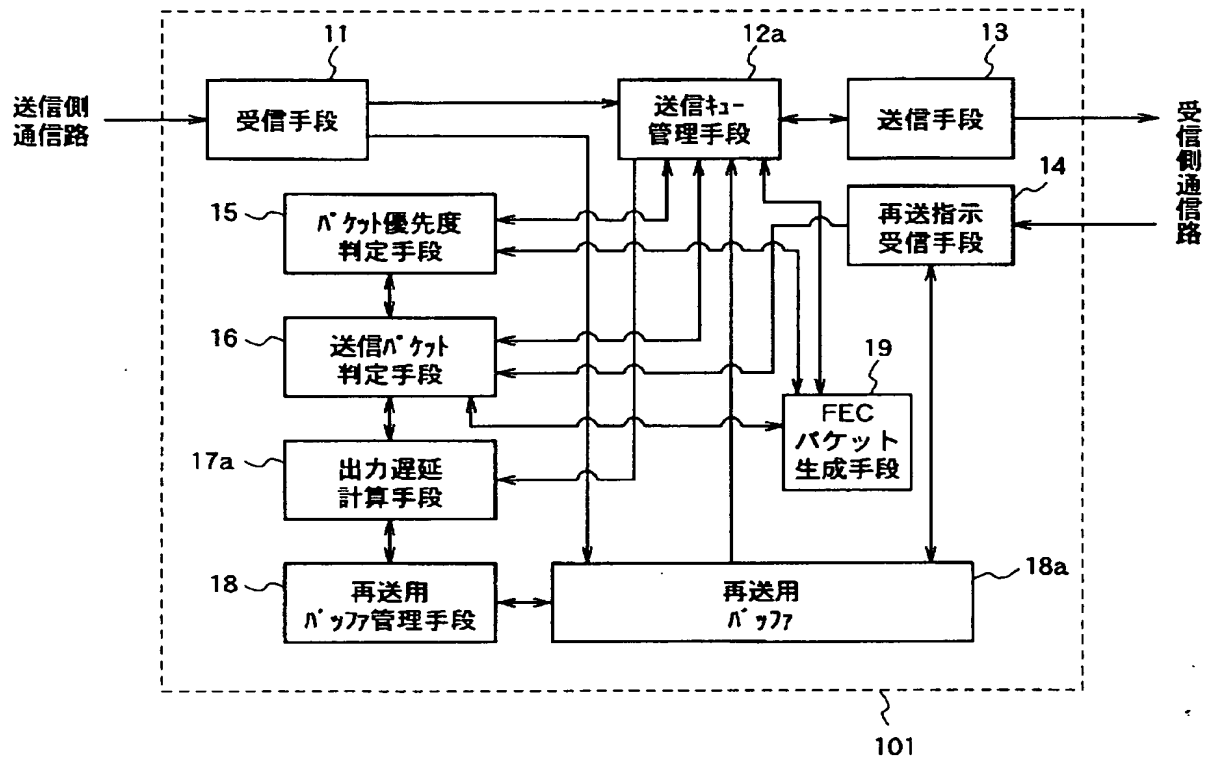 11
12a
13
送信側
通信路
受信手段
送信ｷｭｰ
管理手段
送信手段
受信側通信路
14
15
ﾊﾟｹｯﾄ優先度
判定手段
再送指示
受信手段
16
送信ﾊﾟｹｯﾄ
判定手段
19
FEC
パケット
生成手段
17a
出力遅延
計算手段
18
再送用
ﾊﾞｯﾌｧ管理手段
再送用
ﾊﾞｯﾌｧ
18a
101